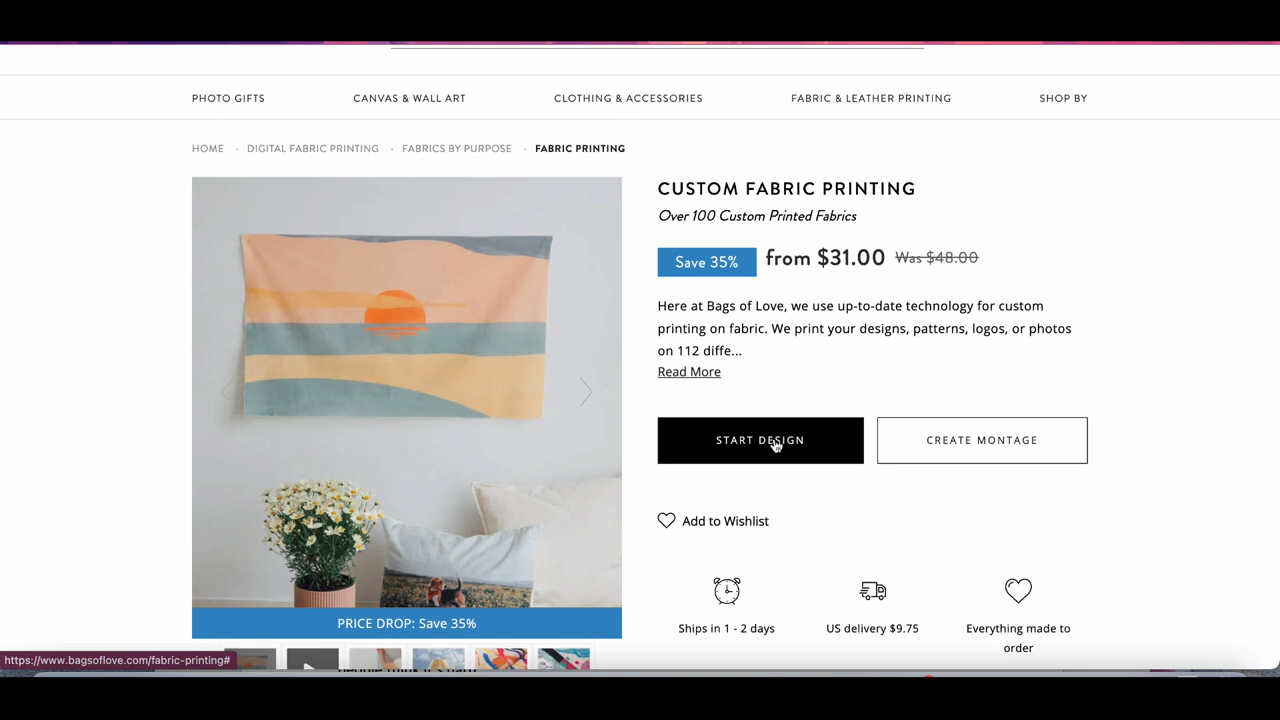 PHOTO GIFTS
CANVAS & WALL ART
CLOTHING & ACCESSORIES
FABRIC & LEATHER PRINTING
SHOP BY
HOME · DIGITAL FABRIC PRINTING · FABRICS BY PURPOSE · FABRIC PRINTING
CUSTOM FABRIC PRINTING
Over 100 Custom Printed Fabrics
Save 35% from $31.00 Was $48.00
Here at Bags of Love, we use up-to-date technology for custom
printing on fabric. We print your designs, patterns, logos, or photos
on 112 diffe...
Read More
START DESIGN
CREATE MONTAGE
Add to Wishlist
Ships in 1 - 2 days
US delivery $9.75
Everything made to
order
PRICE DROP: Save 35%
https://www.bagsoflove.com/fabric-printing#